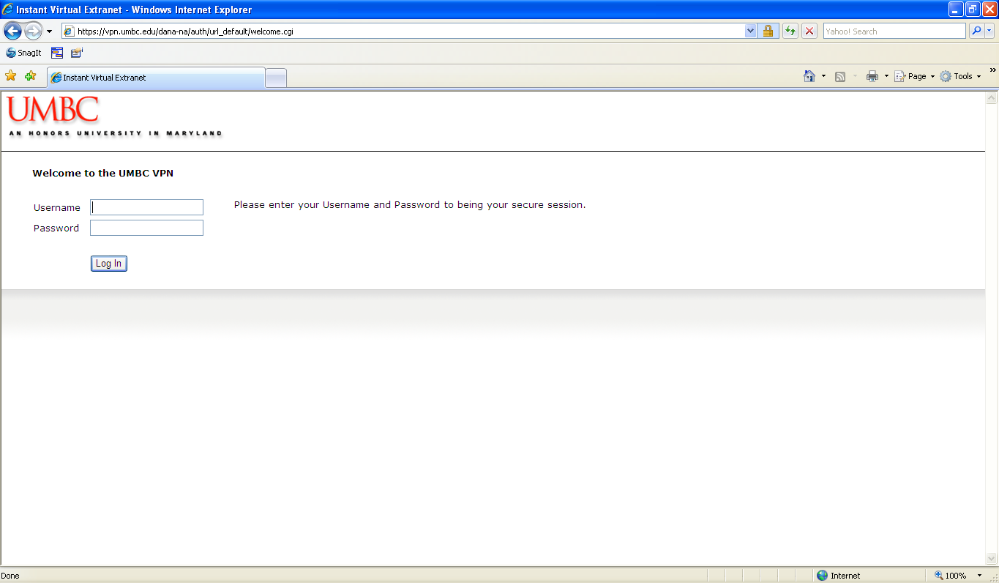 Instant Virtual Extranet - Windows Internet Explorer
https://vpn.umbc.edu/dana-na/auth/url_default/welcome.cgi
Yahoo! Search
SnagIt
Instant Virtual Extranet
Page
Tools
UMBC
AN HONORS UNIVERSITY IN MARYLAND
Welcome to the UMBC VPN
Username
Please enter your Username and Password to being your secure session.
Password
Log In
Done
Internet
100%